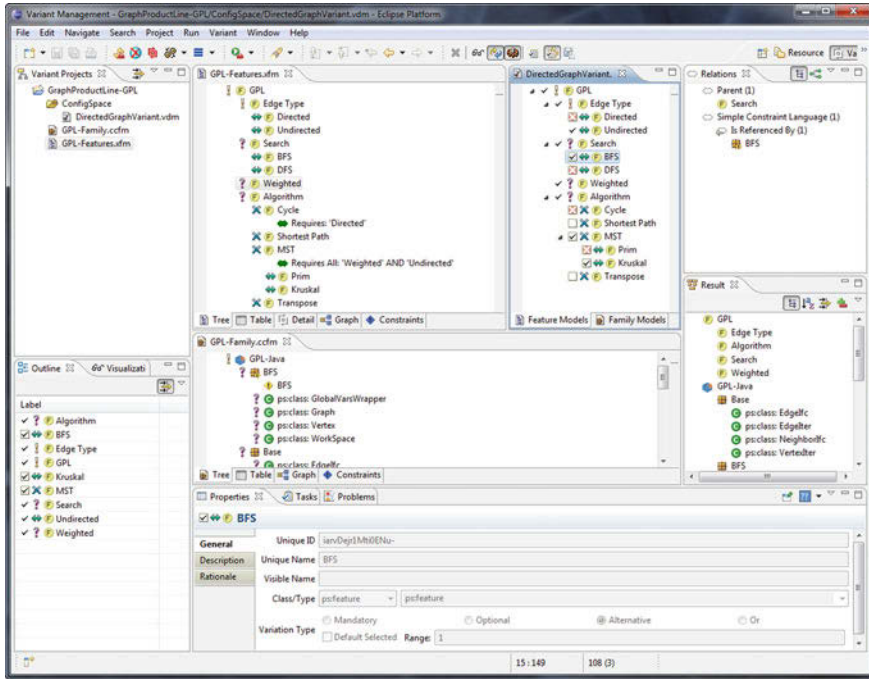 Variant Management - GraphProductLine-GPL/ConfigSpace/DirectedGraphVariant.vdm - Eclipse Platform
File Edit Navigate Search Project Run Variant Window Help
Resource Va
Variant Projects
GraphProductLine-GPL
ConfigSpace
DirectedGraphVariant.vdm
GPL-Family.ccfm
GPL-Features.xfm
GPL-Features.xfm
GPL
Edge Type
Directed
Undirected
Search
BFS
DFS
Weighted
Algorithm
Cycle
Requires: 'Directed'
Shortest Path
MST
Requires All: 'Weighted' AND 'Undirected'
Prim
Kruskal
Transpose
Tree Table Detail Graph Constraints
DirectedGraphVariant.
GPL
Edge Type
Directed
Undirected
Search
BFS
DFS
Weighted
Algorithm
Cycle
Shortest Path
MST
Prim
Kruskal
Transpose
Feature Models Family Models
Relations
Parent (1)
Search
Simple Constraint Language (1)
Is Referenced By (1)
BFS
Result
GPL
Edge Type
Algorithm
Search
Weighted
GPL-Java
Base
ps:class: EdgeIfc
ps:class: EdgeIter
ps:class: NeighborIfc
ps:class: VertexIter
BFS
GPL-Family.ccfm
GPL-Java
BFS
BFS
ps:class: GlobalVarsWrapper
ps:class: Graph
ps:class: Vertex
ps:class: WorkSpace
Base
ps:class: EdgeIfc
Tree Table Graph Constraints
Outline Visualizati
Label
Algorithm
BFS
Edge Type
GPL
Kruskal
MST
Search
Undirected
Weighted
Properties Tasks Problems
BFS
General
Description
Rationale
Unique ID
Unique Name BFS
Visible Name
Class/Type ps:feature ps:feature
Variation Type Mandatory Optional Alternative Or
Default Selected Range: 1
15 : 149 108 (3)